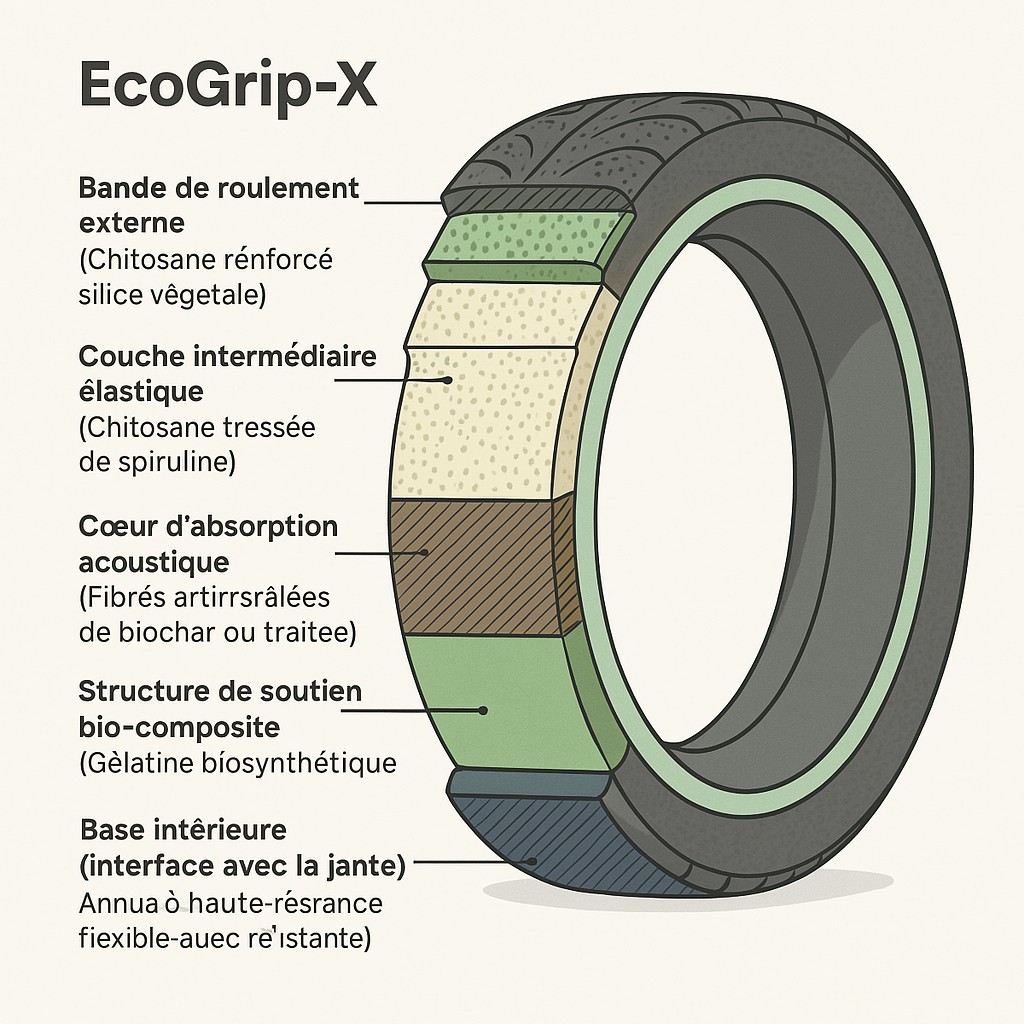 EcoGrip-X
Bande de roulement
externe
(Chitosane rénforcé
silice vêgetale)
Couche intermédiaire
êlastique
(Chitosane tressée
de spiruline)
Cœur d'absorption
acoustique
(Fibrés artirrsrâlées
de biochar ou traitee)
Structure de soutien
bio-composite
(Gèlatine bíosynthétique
Base intêrieure
(interface avec la jante)
Annua ò haute-résrance
fiexible-auec re'ıstante)